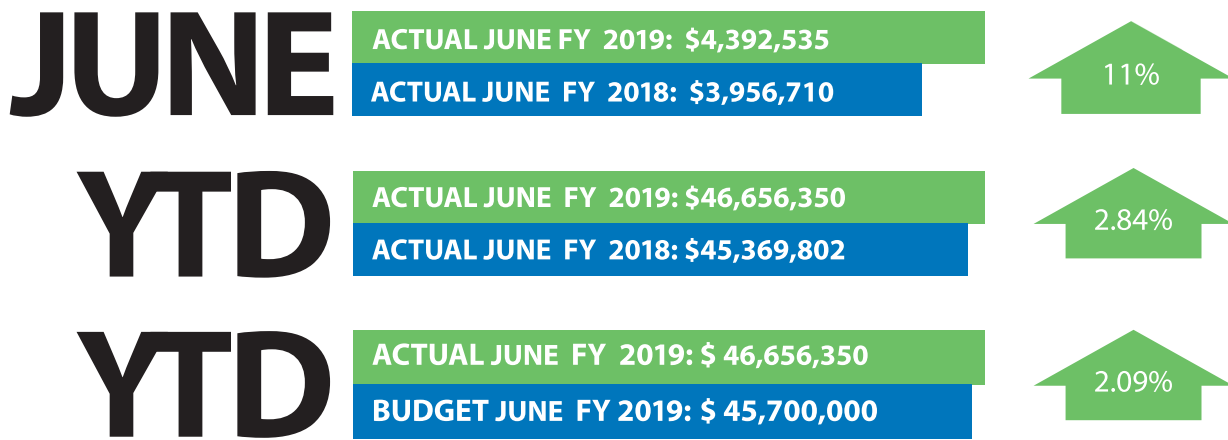 JUNE
ACTUAL JUNE FY 2019: $4,392,535
ACTUAL JUNE FY 2018: $3,956,710
11%
YTD
ACTUAL JUNE FY 2019: $46,656,350
ACTUAL JUNE FY 2018: $45,369,802
2.84%
YTD
ACTUAL JUNE FY 2019: $ 46,656,350
BUDGET JUNE FY 2019: $ 45,700,000
2.09%